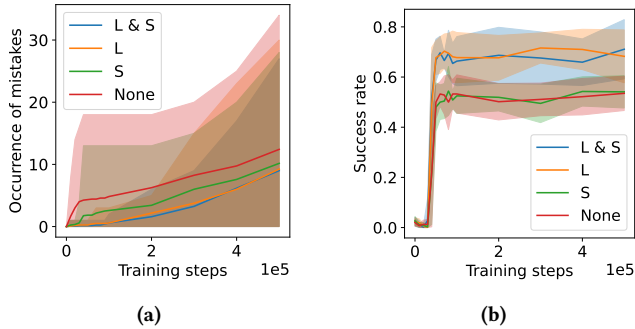 Occurrence of mistakes
30
20
10
0
L & S
L
S
None
0
2
4
1e5
Training steps
(a)
Success rate
0.8
0.6
0.4
0.2
0.0
L & S
L
S
None
0
2
4
1e5
Training steps
(b)